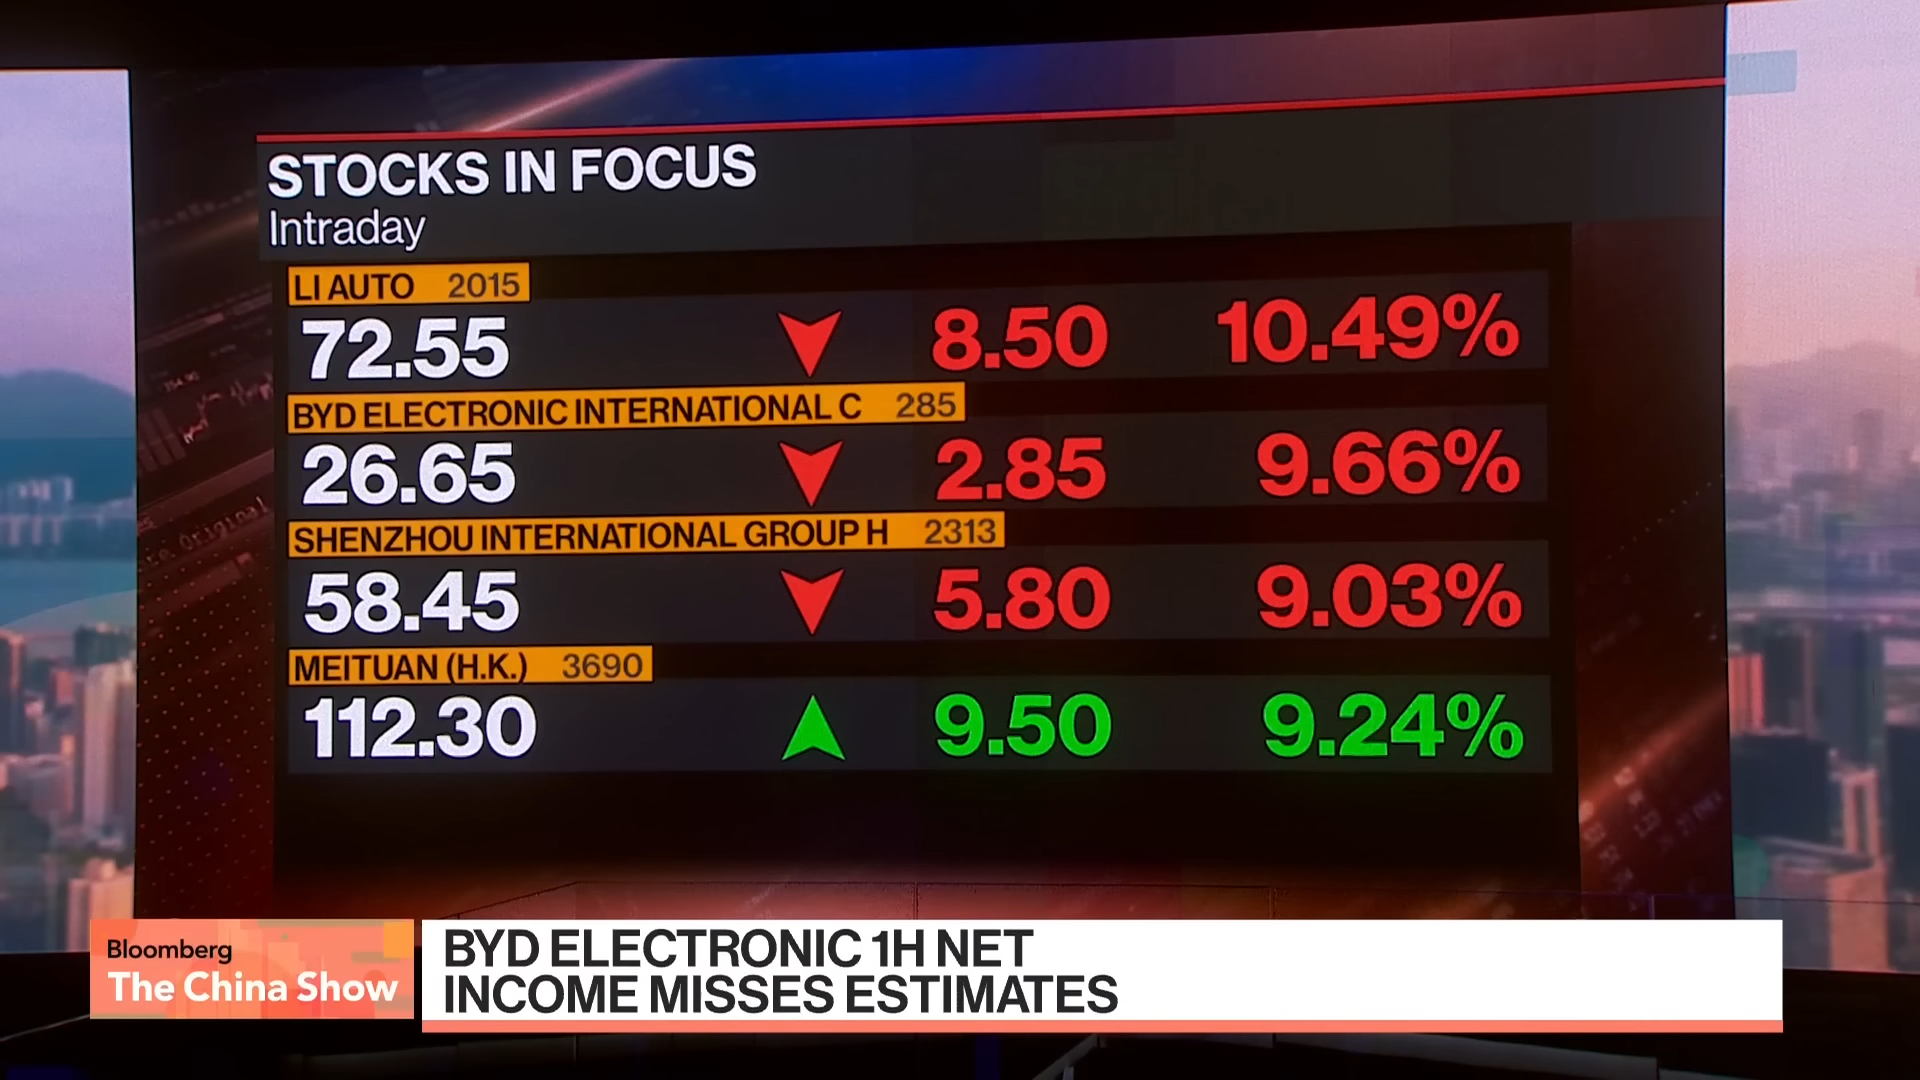 STOCKS IN FOCUS
Intraday
LI AUTO 2015
72.55 8.50 10.49%
BYD ELECTRONIC INTERNATIONAL C 285
26.65 2.85 9.66%
SHENZHOU INTERNATIONAL GROUP H 2313
58.45 5.80 9.03%
MEITUAN (H.K.) 3690
112.30 9.50 9.24%
Bloomberg
The China Show
BYD ELECTRONIC 1H NET
INCOME MISSES ESTIMATES